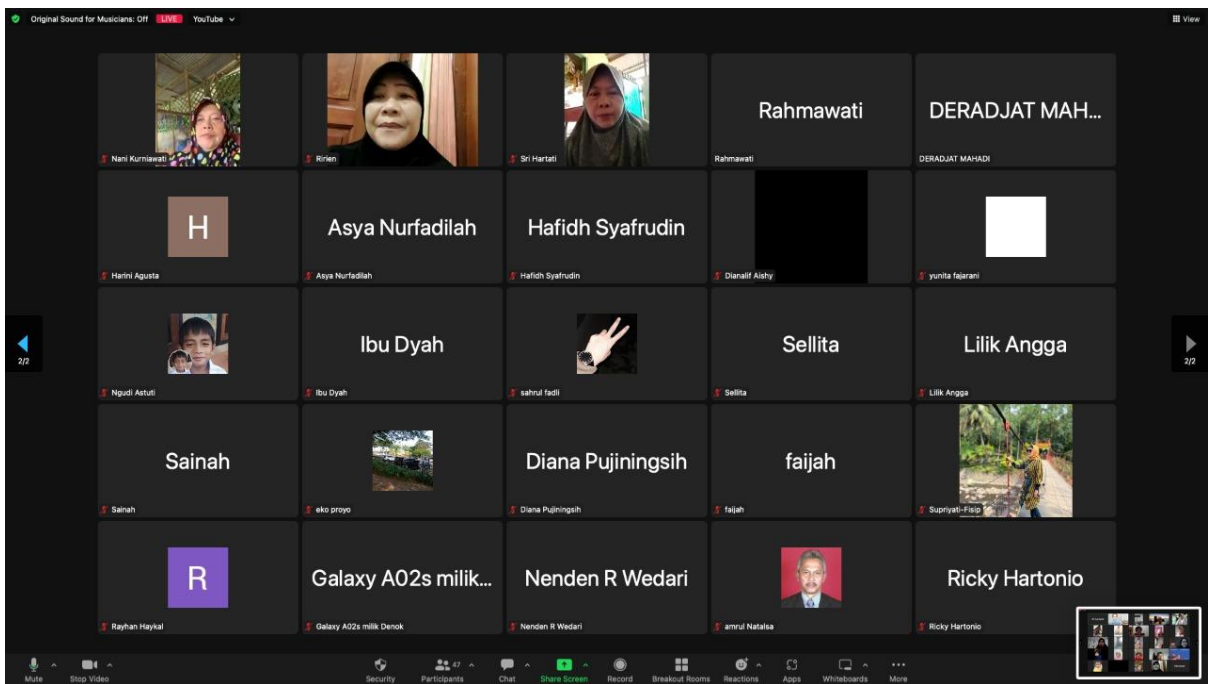 Original Sound for Musicians: Off LIVE YouTube
View
Nani Kurniawati
Ririen
Sri Hartati
Rahmawati
Rahmawati
DERADJAT MAH...
DERADJAT MAHADI
H
Harini Agusta
Asya Nurfadilah
Asya Nurfadilah
Hafidh Syafrudin
Hafidh Syafrudin
Dianalif Aishy
yunita fajarani
2/2
Ngudi Astuti
Ibu Dyah
Ibu Dyah
sahrul fadli
Sellita
Sellita
Lilik Angga
Lilik Angga
2/2
Sainah
Sainah
eko proyo
Diana Pujiningsih
Diana Pujiningsih
faijah
faijah
Supriyati-Fisip
R
Rayhan Haykal
Galaxy A02s milik...
Galaxy A02s milik Denok
Nenden R Wedari
Nenden R Wedari
amrul Natalsa
Ricky Hartonio
Ricky Hartonio
Mute Stop Video Security Participants 47 Chat Share Screen Record Breakout Rooms Reactions Apps Whiteboards More